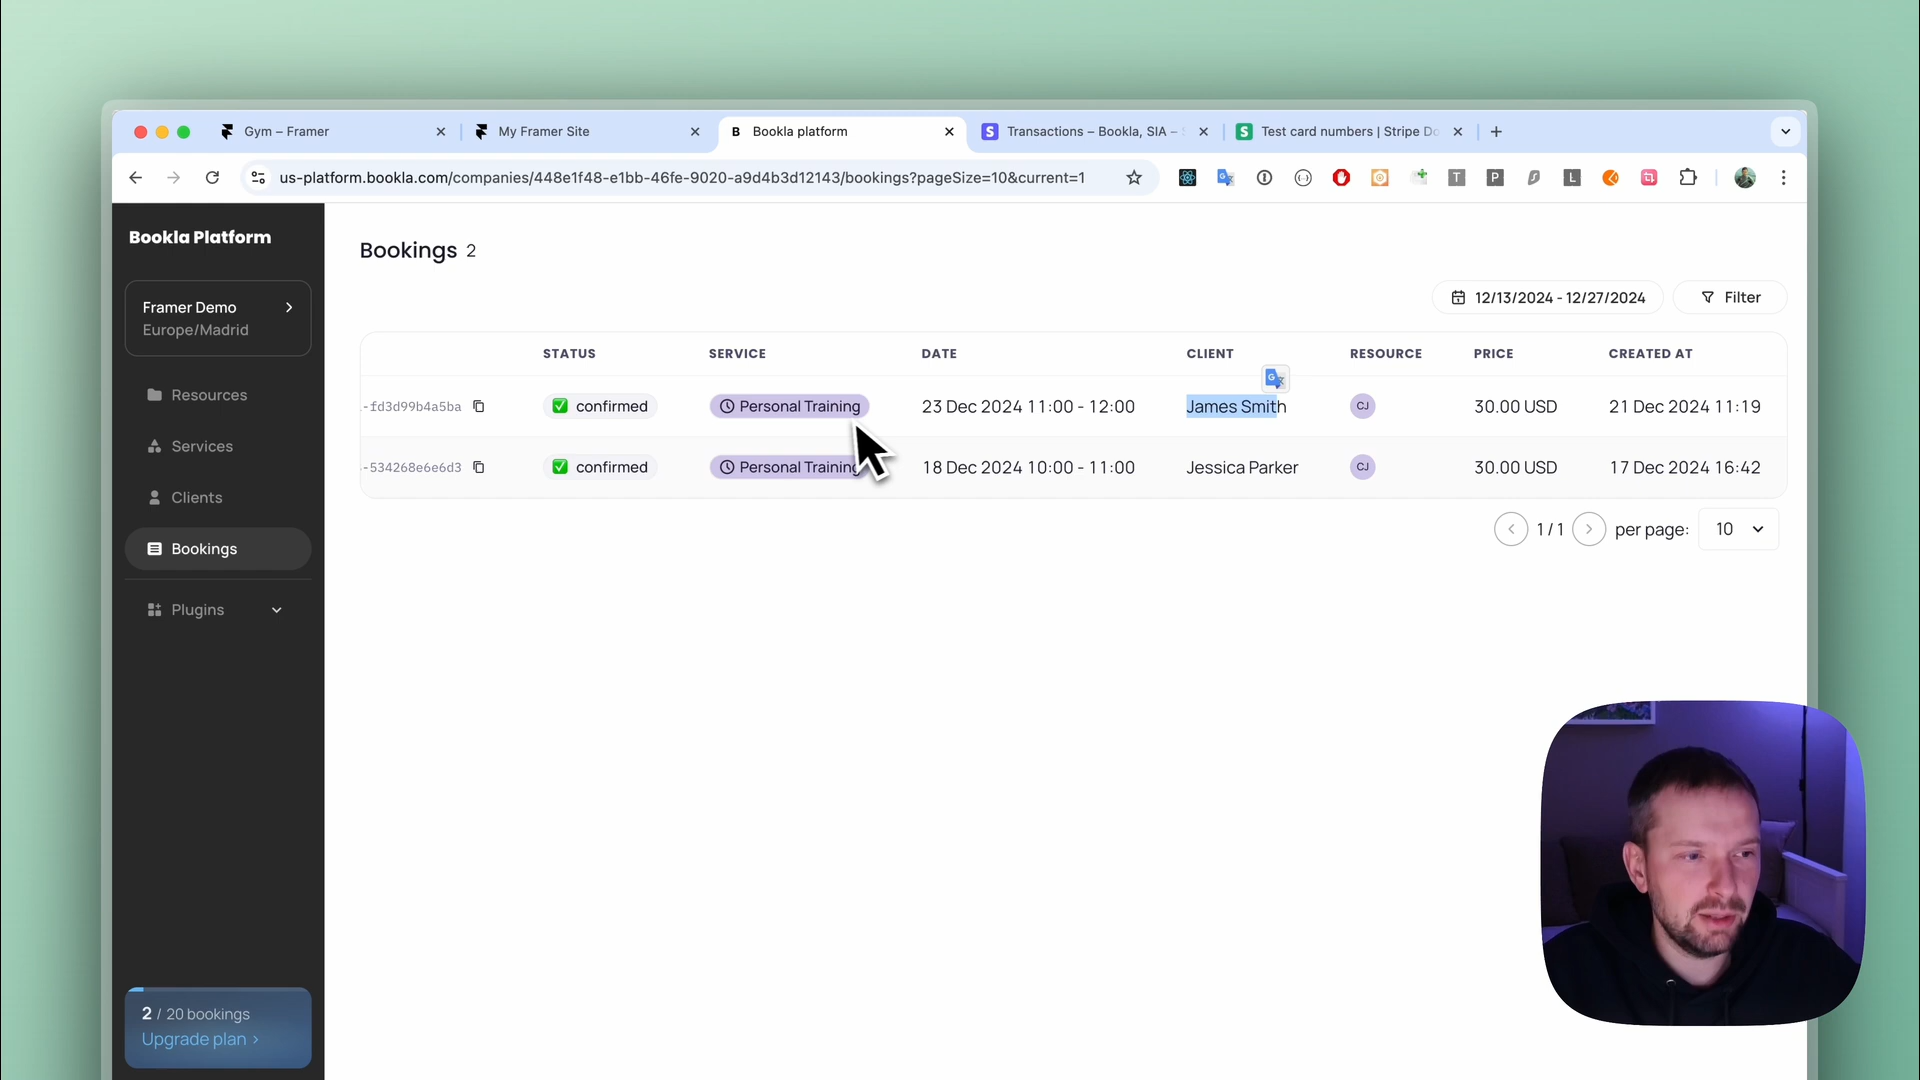 Gym – Framer
My Framer Site
B Bookla platform
Transactions – Bookla, SIA –
Test card numbers | Stripe Do
us-platform.bookla.com/companies/448e1f48-e1bb-46fe-9020-a9d4b3d12143/bookings?pageSize=10&current=1
Bookla Platform
Framer Demo
Europe/Madrid
Resources
Services
Clients
Bookings
Plugins
2 / 20 bookings
Upgrade plan ›
Bookings 2
12/13/2024 - 12/27/2024
Filter
STATUS SERVICE DATE CLIENT RESOURCE PRICE CREATED AT
-fd3d99b4a5ba confirmed Personal Training 23 Dec 2024 11:00 - 12:00 James Smith CJ 30.00 USD 21 Dec 2024 11:19
-534268e6e6d3 confirmed Personal Training 18 Dec 2024 10:00 - 11:00 Jessica Parker CJ 30.00 USD 17 Dec 2024 16:42
1 / 1 per page: 10